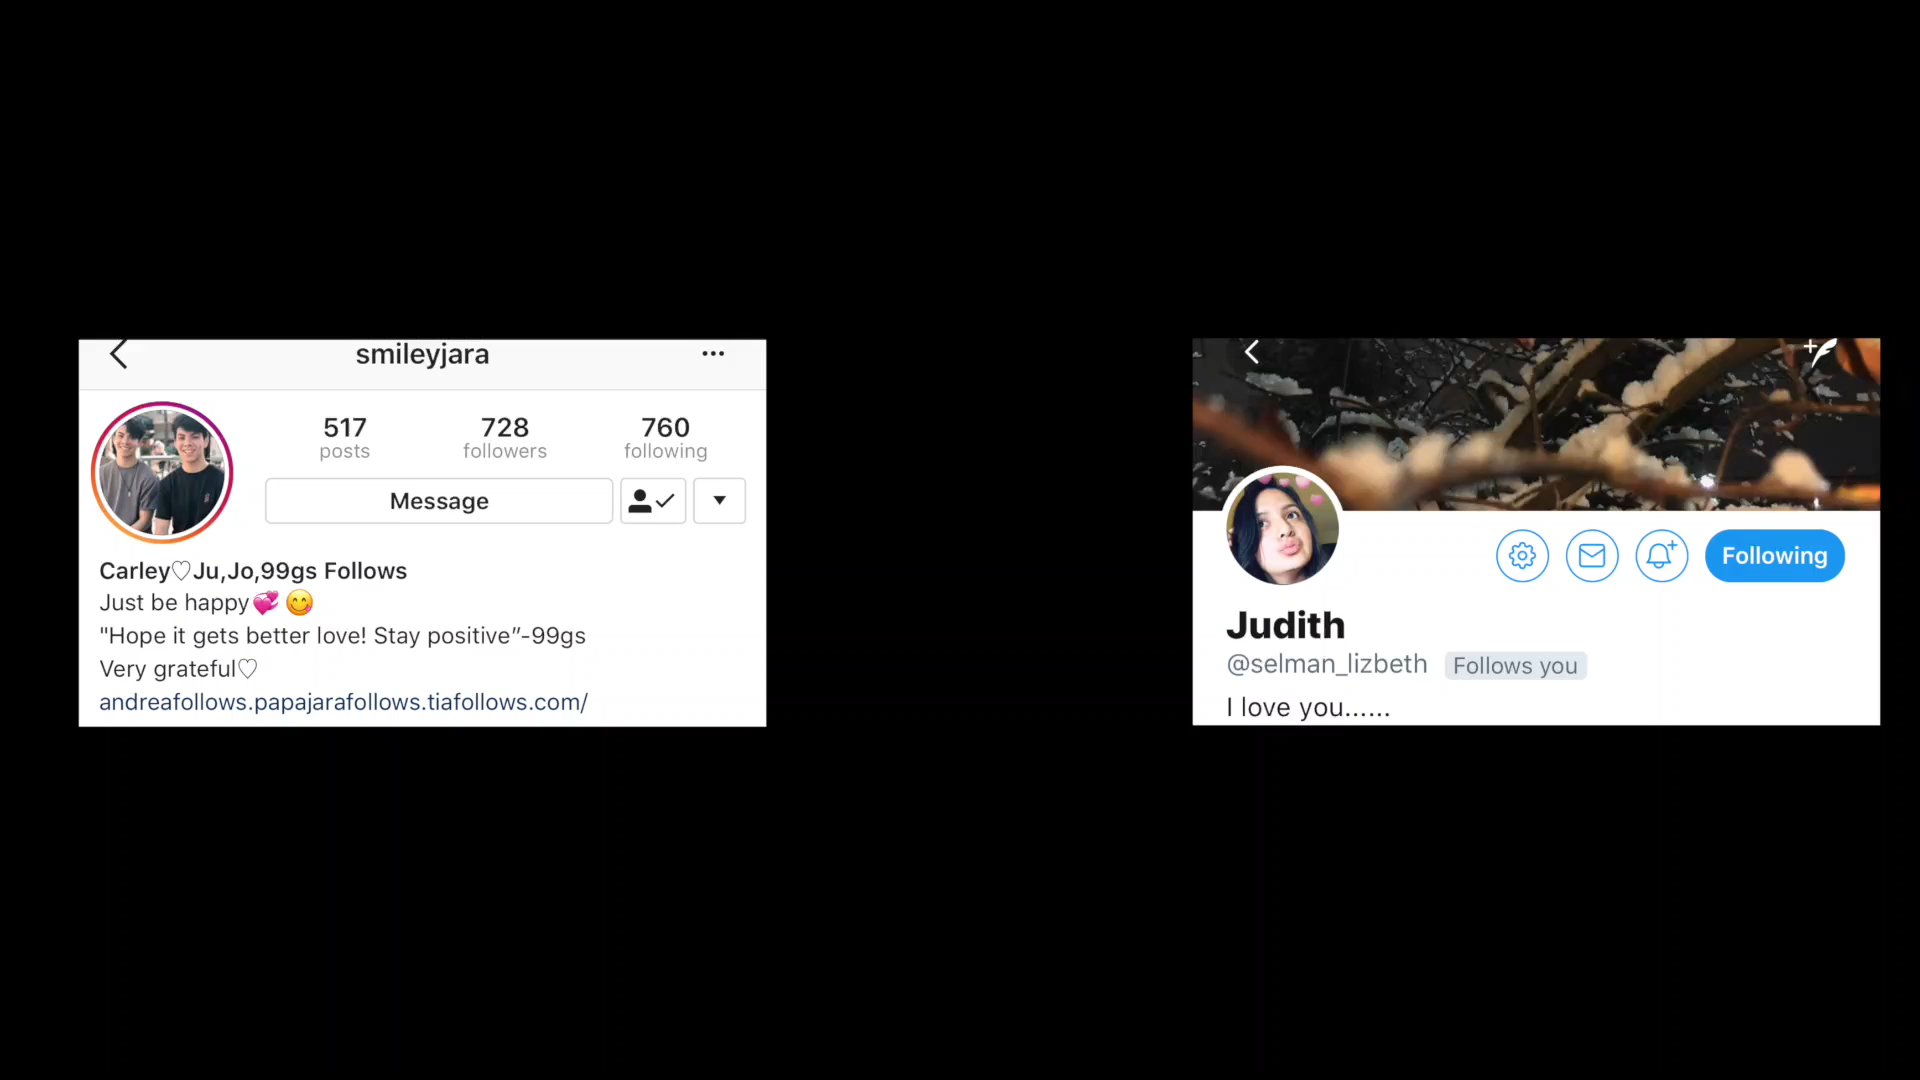 smileyjara
517 728 760
posts followers following
Message
Carley♡Ju,Jo,99gs Follows
Just be happy💞 😋
"Hope it gets better love! Stay positive”-99gs
Very grateful♡
andreafollows.papajarafollows.tiafollows.com/
Following
Judith
@selman_lizbeth Follows you
I love you......